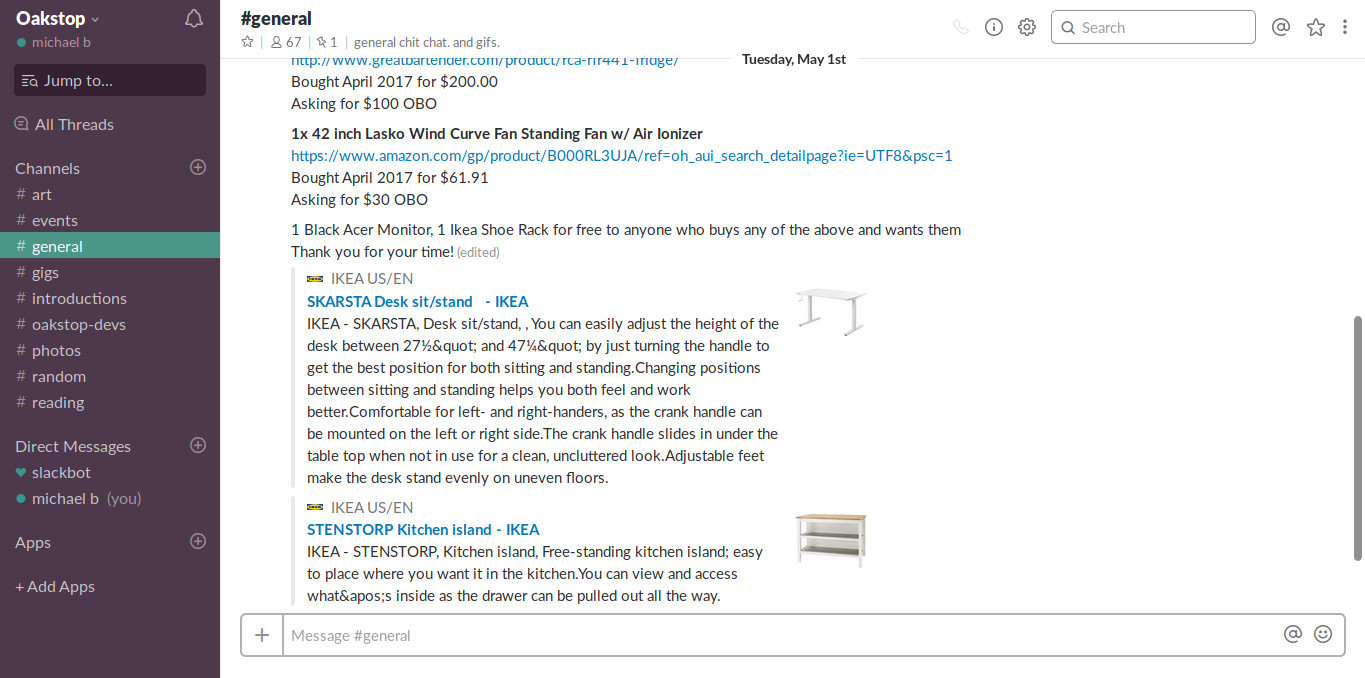 Oakstop
michael b
Jump to...
All Threads
Channels
# art
# events
# general
# gigs
# introductions
# oakstop-devs
# photos
# random
# reading
Direct Messages
slackbot
michael b (you)
Apps
+ Add Apps
#general
67 | 1 | general chit chat. and gifs.
Search
Tuesday, May 1st
http://www.greatbartender.com/product/rca-rfr441-fridge/
Bought April 2017 for $200.00
Asking for $100 OBO
1x 42 inch Lasko Wind Curve Fan Standing Fan w/ Air Ionizer
https://www.amazon.com/gp/product/B000RL3UJA/ref=oh_aui_search_detailpage?ie=UTF8&psc=1
Bought April 2017 for $61.91
Asking for $30 OBO
1 Black Acer Monitor, 1 Ikea Shoe Rack for free to anyone who buys any of the above and wants them
Thank you for your time! (edited)
IKEA US/EN
SKARSTA Desk sit/stand - IKEA
IKEA - SKARSTA, Desk sit/stand, , You can easily adjust the height of the
desk between 27½&quot; and 47¼&quot; by just turning the handle to
get the best position for both sitting and standing.Changing positions
between sitting and standing helps you both feel and work
better.Comfortable for left- and right-handers, as the crank handle can
be mounted on the left or right side.The crank handle slides in under the
table top when not in use for a clean, uncluttered look.Adjustable feet
make the desk stand evenly on uneven floors.
IKEA US/EN
STENSTORP Kitchen island - IKEA
IKEA - STENSTORP, Kitchen island, Free-standing kitchen island; easy
to place where you want it in the kitchen.You can view and access
what&apos;s inside as the drawer can be pulled out all the way.
Message #general